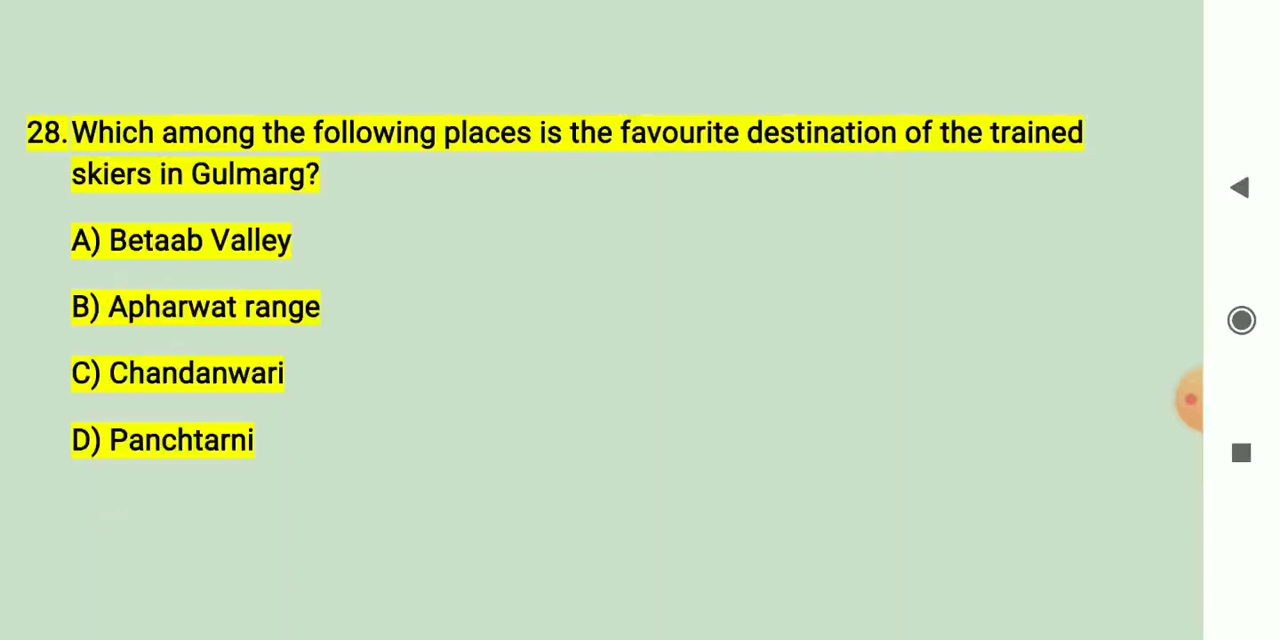 28. Which among the following places is the favourite destination of the trained
skiers in Gulmarg?
A) Betaab Valley
B) Apharwat range
C) Chandanwari
D) Panchtarni